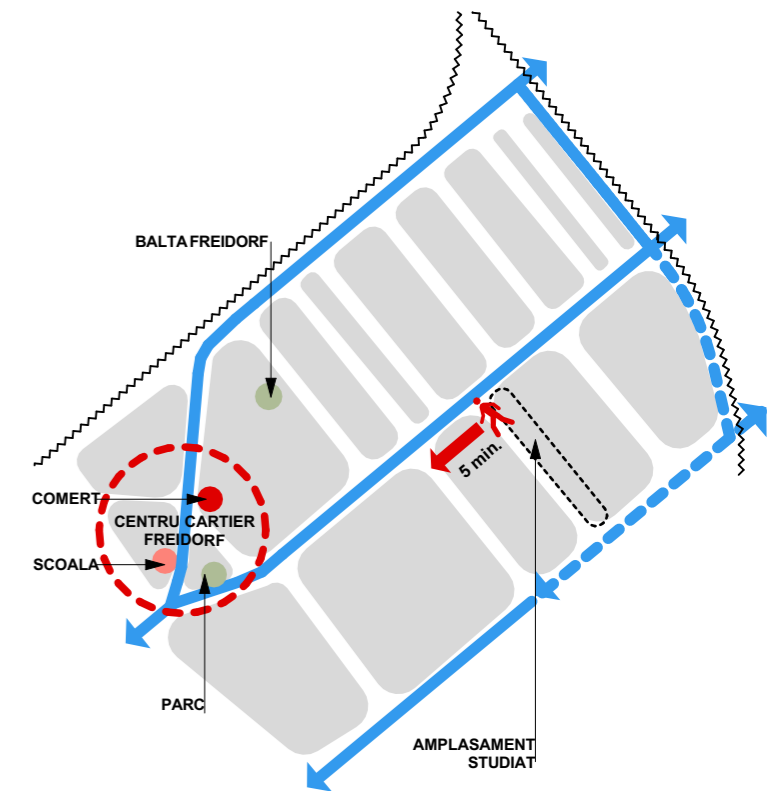 BALTA FREIDORF
COMERT
CENTRU CARTIER
FREIDORF
SCOALA
PARC
5 min.
AMPLASAMENT
STUDIAT